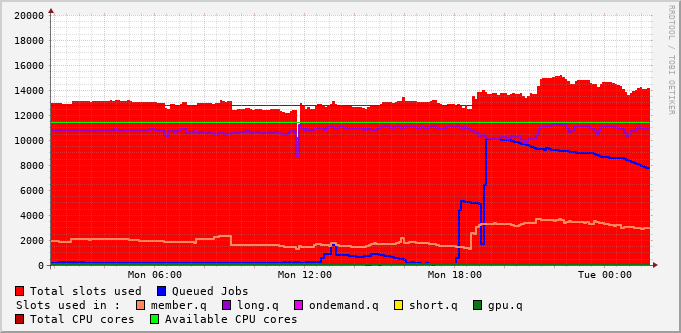 20000
18000
16000
14000
12000
10000
8000
6000
4000
2000
0
Mon 06:00 Mon 12:00 Mon 18:00 Tue 00:00
RRDTOOL / TOBI OETIKER
Total slots used Queued Jobs
Slots used in : member.q long.q ondemand.q short.q gpu.q
Total CPU cores Available CPU cores